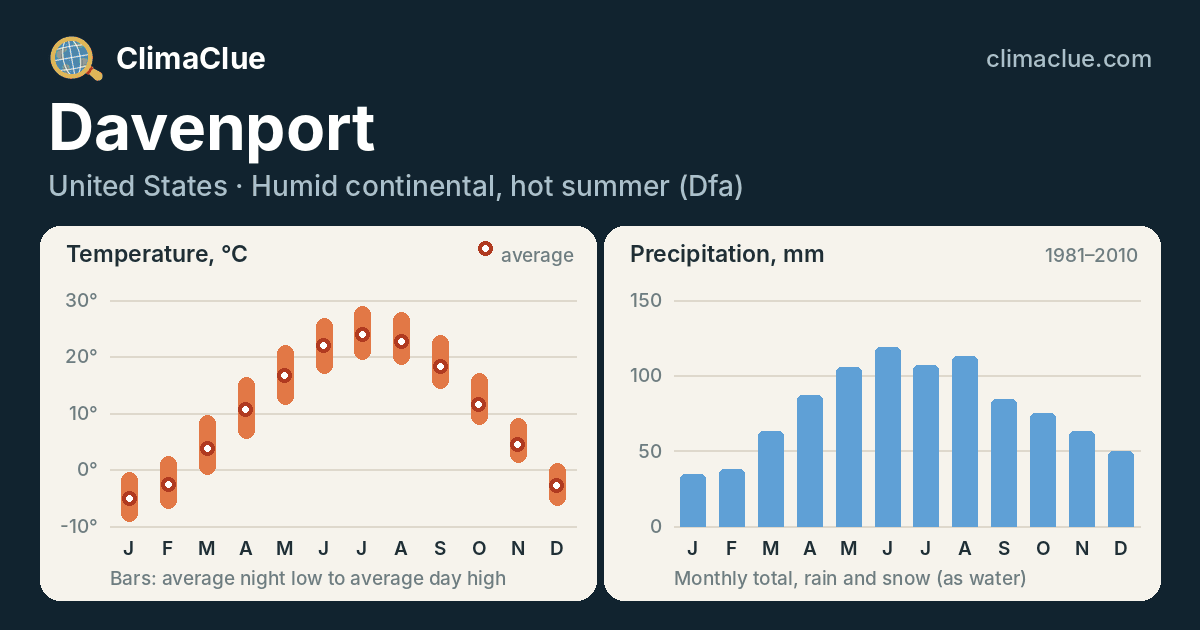 ClimaClue
climaclue.com
Davenport
United States · Humid continental, hot summer (Dfa)
Temperature, °C
average
30°
20°
10°
0°
-10°
J F M A M J J A S O N D
Bars: average night low to average day high
Precipitation, mm
1981–2010
150
100
50
0
J F M A M J J A S O N D
Monthly total, rain and snow (as water)